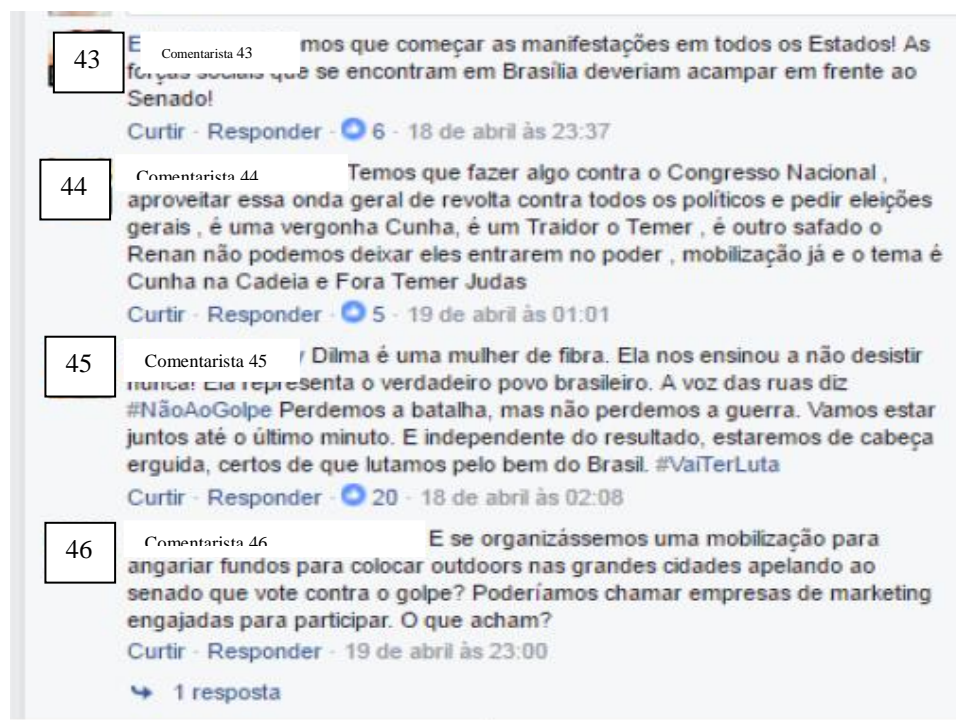 43
E Comentarista 43 mos que começar as manifestações em todos os Estados! As
forças sociais que se encontram em Brasília deveriam acampar em frente ao
Senado!
Curtir · Responder · 6 · 18 de abril às 23:37
44
Comentarista 44 Temos que fazer algo contra o Congresso Nacional ,
aproveitar essa onda geral de revolta contra todos os políticos e pedir eleições
gerais , é uma vergonha Cunha, é um Traidor o Temer , é outro safado o
Renan não podemos deixar eles entrarem no poder , mobilização já e o tema é
Cunha na Cadeia e Fora Temer Judas
Curtir · Responder · 5 · 19 de abril às 01:01
45
Comentarista 45 Dilma é uma mulher de fibra. Ela nos ensinou a não desistir
nunca! Ela representa o verdadeiro povo brasileiro. A voz das ruas diz
#NãoAoGolpe Perdemos a batalha, mas não perdemos a guerra. Vamos estar
juntos até o último minuto. E independente do resultado, estaremos de cabeça
erguida, certos de que lutamos pelo bem do Brasil. #VaiTerLuta
Curtir · Responder · 20 · 18 de abril às 02:08
46
Comentarista 46 E se organizássemos uma mobilização para
angariar fundos para colocar outdoors nas grandes cidades apelando ao
senado que vote contra o golpe? Poderíamos chamar empresas de marketing
engajadas para participar. O que acham?
Curtir · Responder · 19 de abril às 23:00
1 resposta